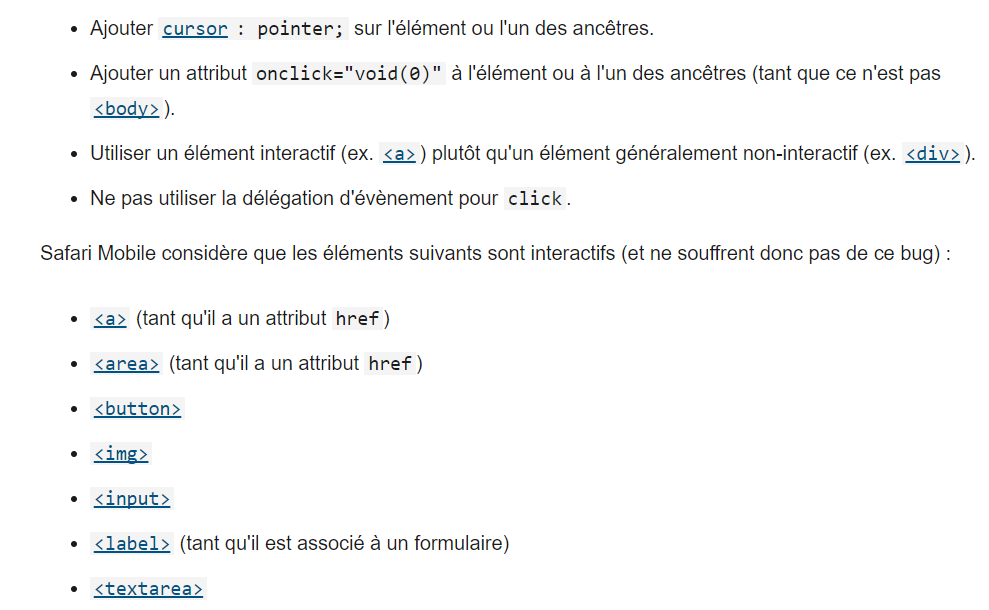 Ajouter cursor : pointer; sur l'élément ou l'un des ancêtres.
Ajouter un attribut onclick="void(0)" à l'élément ou à l'un des ancêtres (tant que ce n'est pas
<body>).
Utiliser un élément interactif (ex. <a>) plutôt qu'un élément généralement non-interactif (ex. <div>).
Ne pas utiliser la délégation d'évènement pour click.
Safari Mobile considère que les éléments suivants sont interactifs (et ne souffrent donc pas de ce bug) :
<a> (tant qu'il a un attribut href)
<area> (tant qu'il a un attribut href)
<button>
<img>
<input>
<label> (tant qu'il est associé à un formulaire)
<textarea>